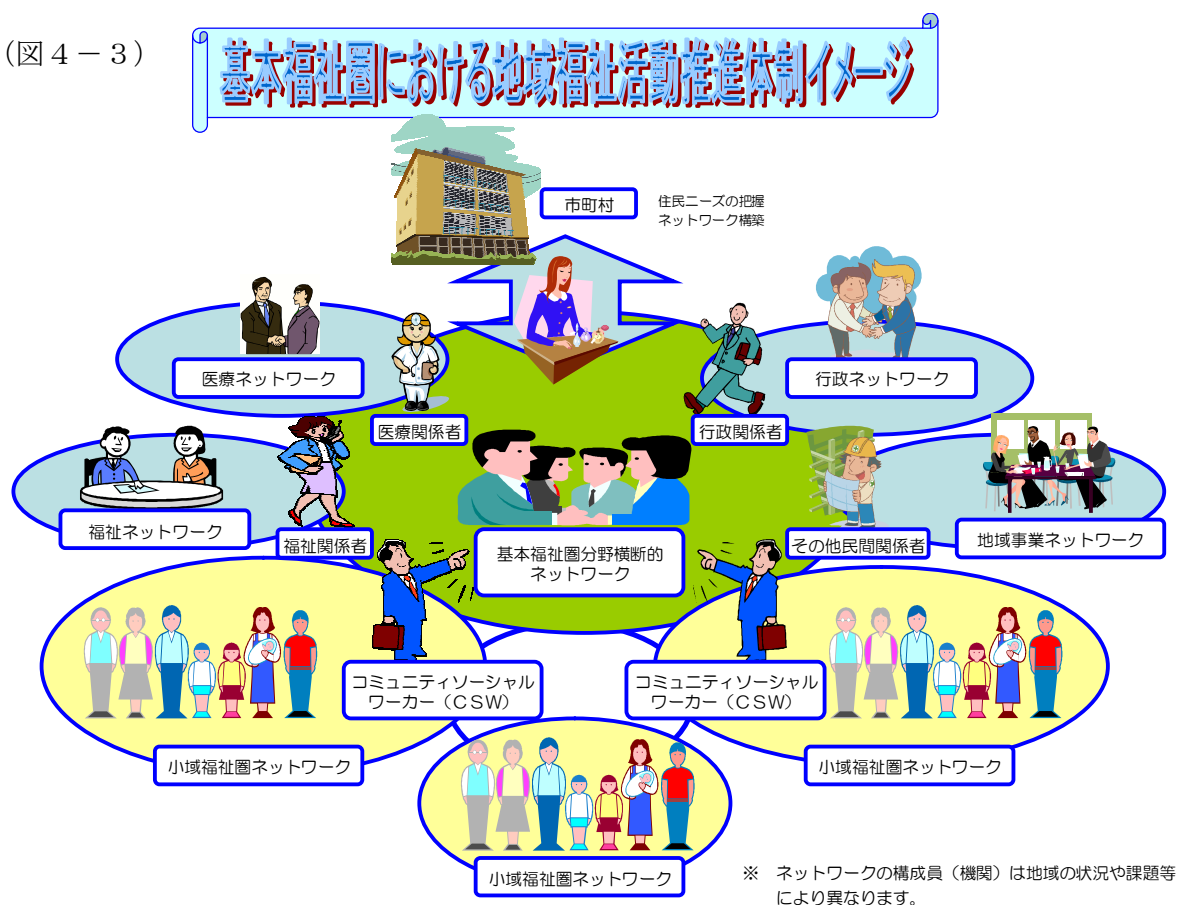 (図4-3)
基本福祉圏における地域福祉活動推進体制イメージ
市町村
住民ニーズの把握
ネットワーク構築
医療ネットワーク
行政ネットワーク
医療関係者
行政関係者
福祉ネットワーク
福祉関係者
基本福祉圏分野横断的
ネットワーク
その他民間関係者
地域事業ネットワーク
コミュニティソーシャル
ワーカー(CSW)
コミュニティソーシャル
ワーカー(CSW)
小域福祉圏ネットワーク
小域福祉圏ネットワーク
小域福祉圏ネットワーク
※ ネットワークの構成員(機関)は地域の状況や課題等
により異なります。